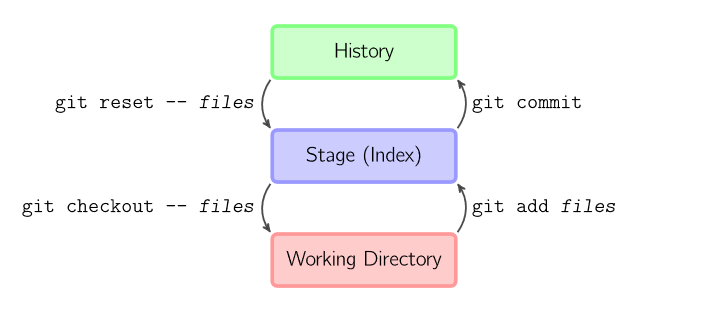 History
git reset -- files
git commit
Stage (Index)
git checkout -- files
git add files
Working Directory